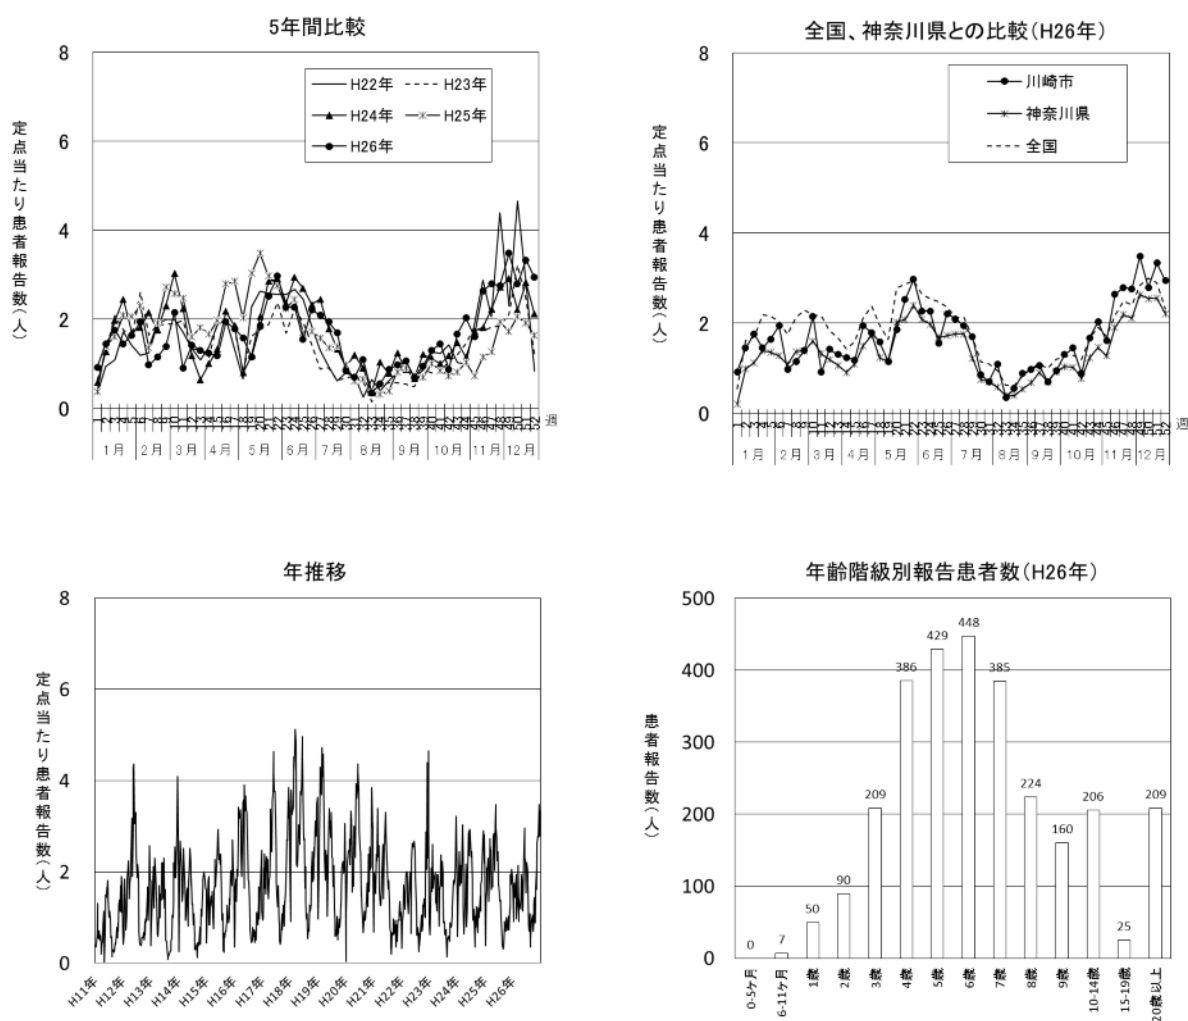 5年間比較
8
6
4
2
0
定点当たり患者報告数(人)
H22年
H23年
H24年
H25年
H26年
週
1月 2月 3月 4月 5月 6月 7月 8月 9月 10月 11月 12月
全国、神奈川県との比較(H26年)
8
6
4
2
0
定点当たり患者報告数(人)
川崎市
神奈川県
全国
週
1月 2月 3月 4月 5月 6月 7月 8月 9月 10月 11月 12月
年推移
8
6
4
2
0
定点当たり患者報告数(人)
H11年 H12年 H13年 H14年 H15年 H16年 H17年 H18年 H19年 H20年 H21年 H22年 H23年 H24年 H25年 H26年
年齢階級別報告患者数(H26年)
500
400
300
200
100
0
患者報告数(人)
0 7 50 90 209 386 429 448 385 224 160 206 25 209
0-5ケ月 6-11ケ月 1歳 2歳 3歳 4歳 5歳 6歳 7歳 8歳 9歳 10-14歳 15-19歳 20歳以上